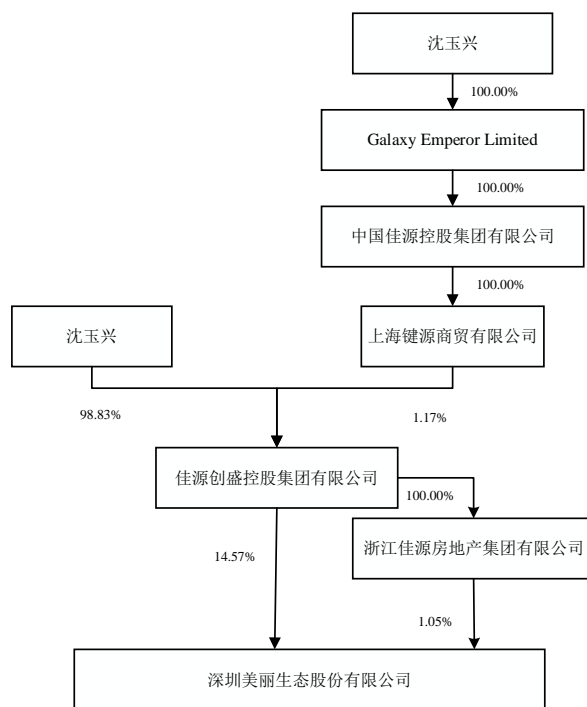 沈玉兴
100.00%
Galaxy Emperor Limited
100.00%
中国佳源控股集团有限公司
100.00%
沈玉兴
上海键源商贸有限公司
98.83%
1.17%
佳源创盛控股集团有限公司
100.00%
浙江佳源房地产集团有限公司
14.57%
1.05%
深圳美丽生态股份有限公司